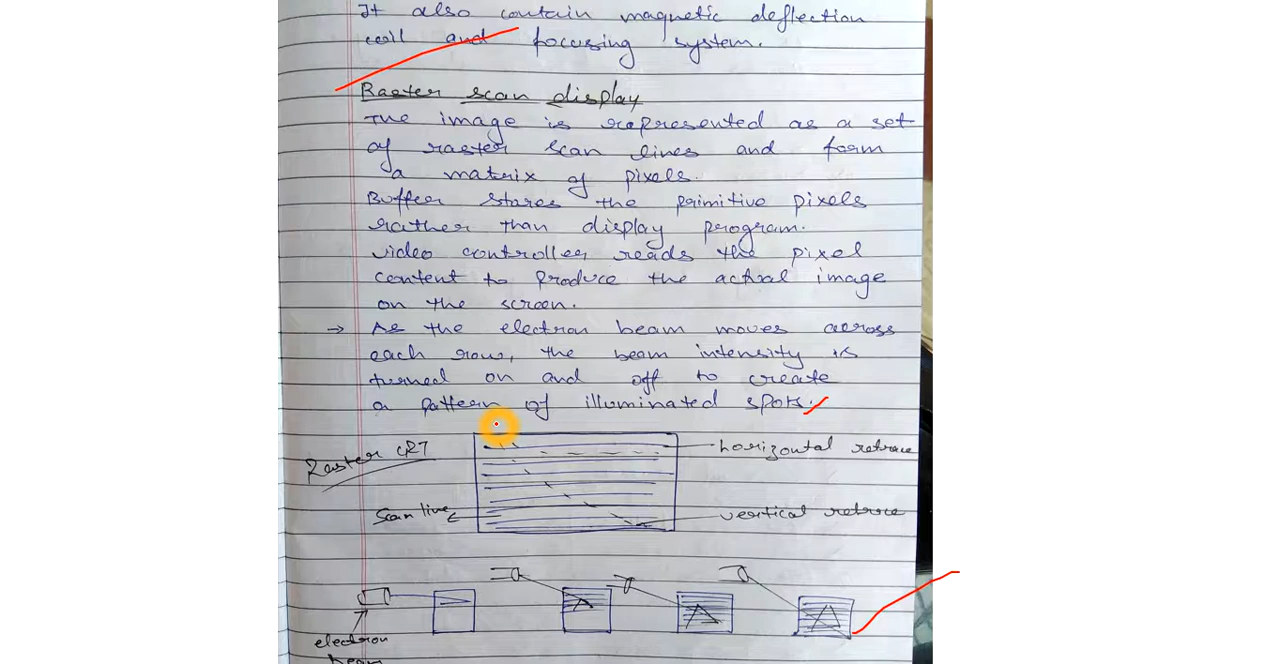 It also contain magnetic deflection
coil and focusing system.
Raster scan display
The image is represented as a set
of raster scan lines and form
a matrix of pixels.
Buffer stores the primitive pixels
rather than display program.
video controller reads the pixel
content to produce the actual image
on the screen.
→ As the electron beam moves across
each row, the beam intensity is
turned on and off to create
a pattern of illuminated spots.
Raster CRT
horizontal retrace
Scan line
vertical retrace
electron
beam